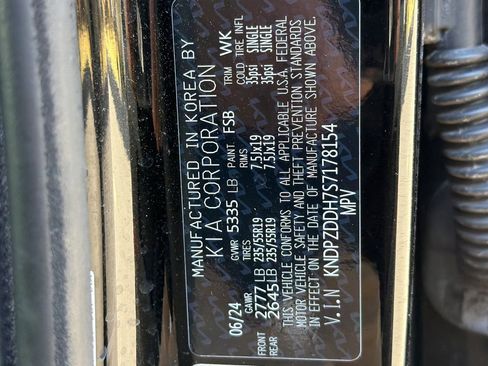 MANUFACTURED IN KOREA BY
KIA CORPORATION
06/24 GVWR 5335 LB PAINT FSB TRIM WK
GAWR TIRES RIMS COLD TIRE INFL
FRONT 2777 LB 235/55R19 7.5Jx19 35psi SINGLE
REAR 2645LB 235/55R19 7.5Jx19 35psi SINGLE
THIS VEHICLE CONFORMS TO ALL APPLICABLE U.S.A. FEDERAL
MOTOR VEHICLE SAFETY AND THEFT PREVENTION STANDARDS
IN EFFECT ON THE DATE OF MANUFACTURE SHOWN ABOVE.
V.I.N KNDPZDDH7S7178154
MPV